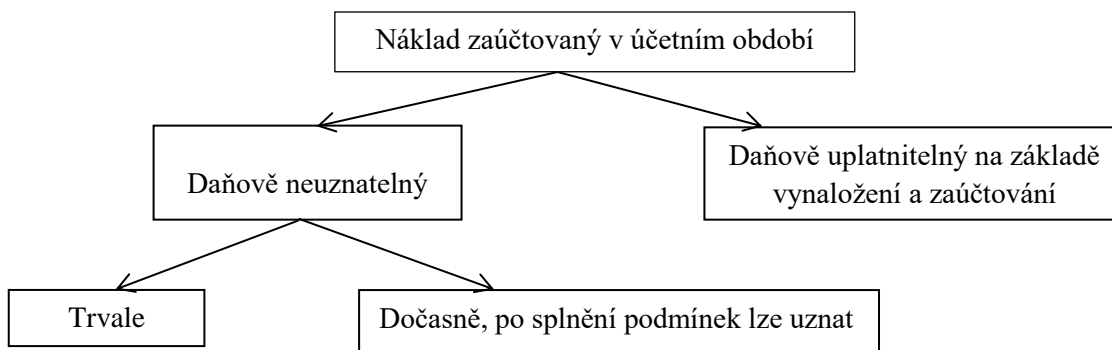 Náklad zaúčtovaný v účetním období
Daňově neuznatelný
Daňově uplatnitelný na základě
vynaložení a zaúčtování
Trvale
Dočasně, po splnění podmínek lze uznat